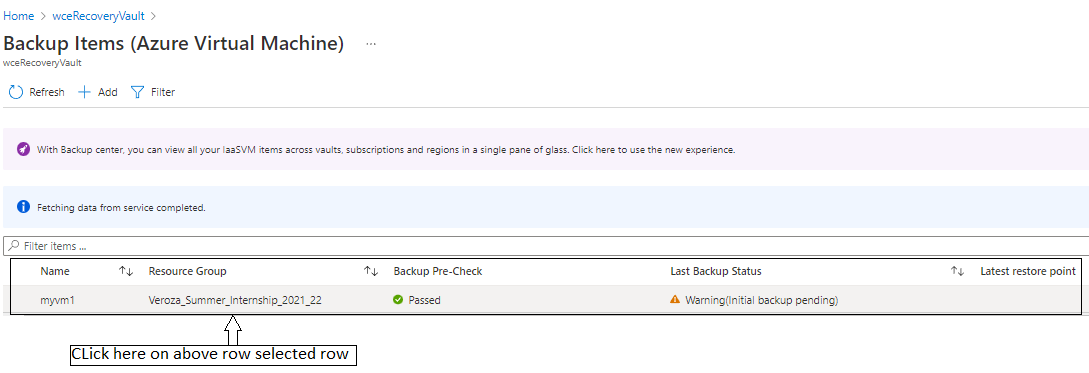 Home > wceRecoveryVault >
Backup Items (Azure Virtual Machine) ...
wceRecoveryVault
Refresh Add Filter
With Backup center, you can view all your IaaSVM items across vaults, subscriptions and regions in a single pane of glass. Click here to use the new experience.
Fetching data from service completed.
Filter items ...
Name Resource Group Backup Pre-Check Last Backup Status Latest restore point
myvm1 Veroza_Summer_Internship_2021_22 Passed Warning(Initial backup pending)
CLick here on above row selected row